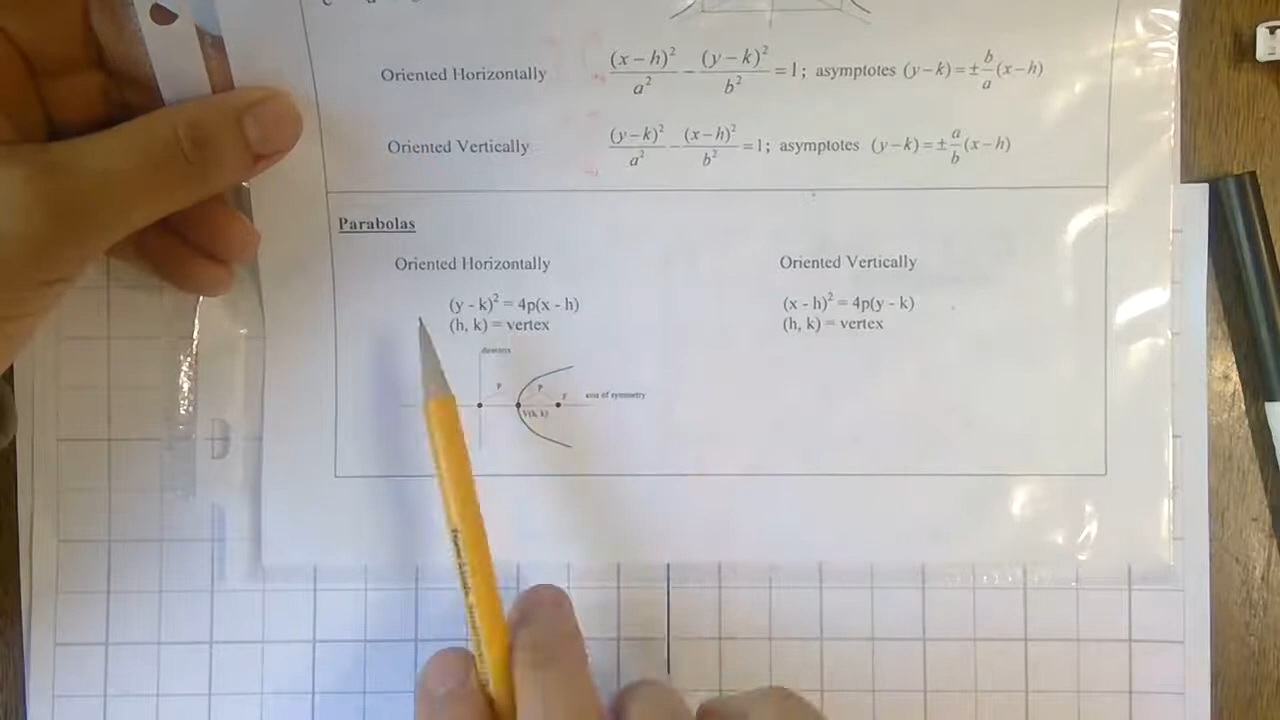 Oriented Horizontally (x – h)² / a² – (y – k)² / b² = 1; asymptotes (y – k) = ± b/a (x – h)
Oriented Vertically (y – k)² / a² – (x – h)² / b² = 1; asymptotes (y – k) = ± a/b (x – h)
Parabolas
Oriented Horizontally Oriented Vertically
(y - k)² = 4p(x - h) (x - h)² = 4p(y - k)
(h, k) = vertex (h, k) = vertex
P P F axis of symmetry
V(h, k)